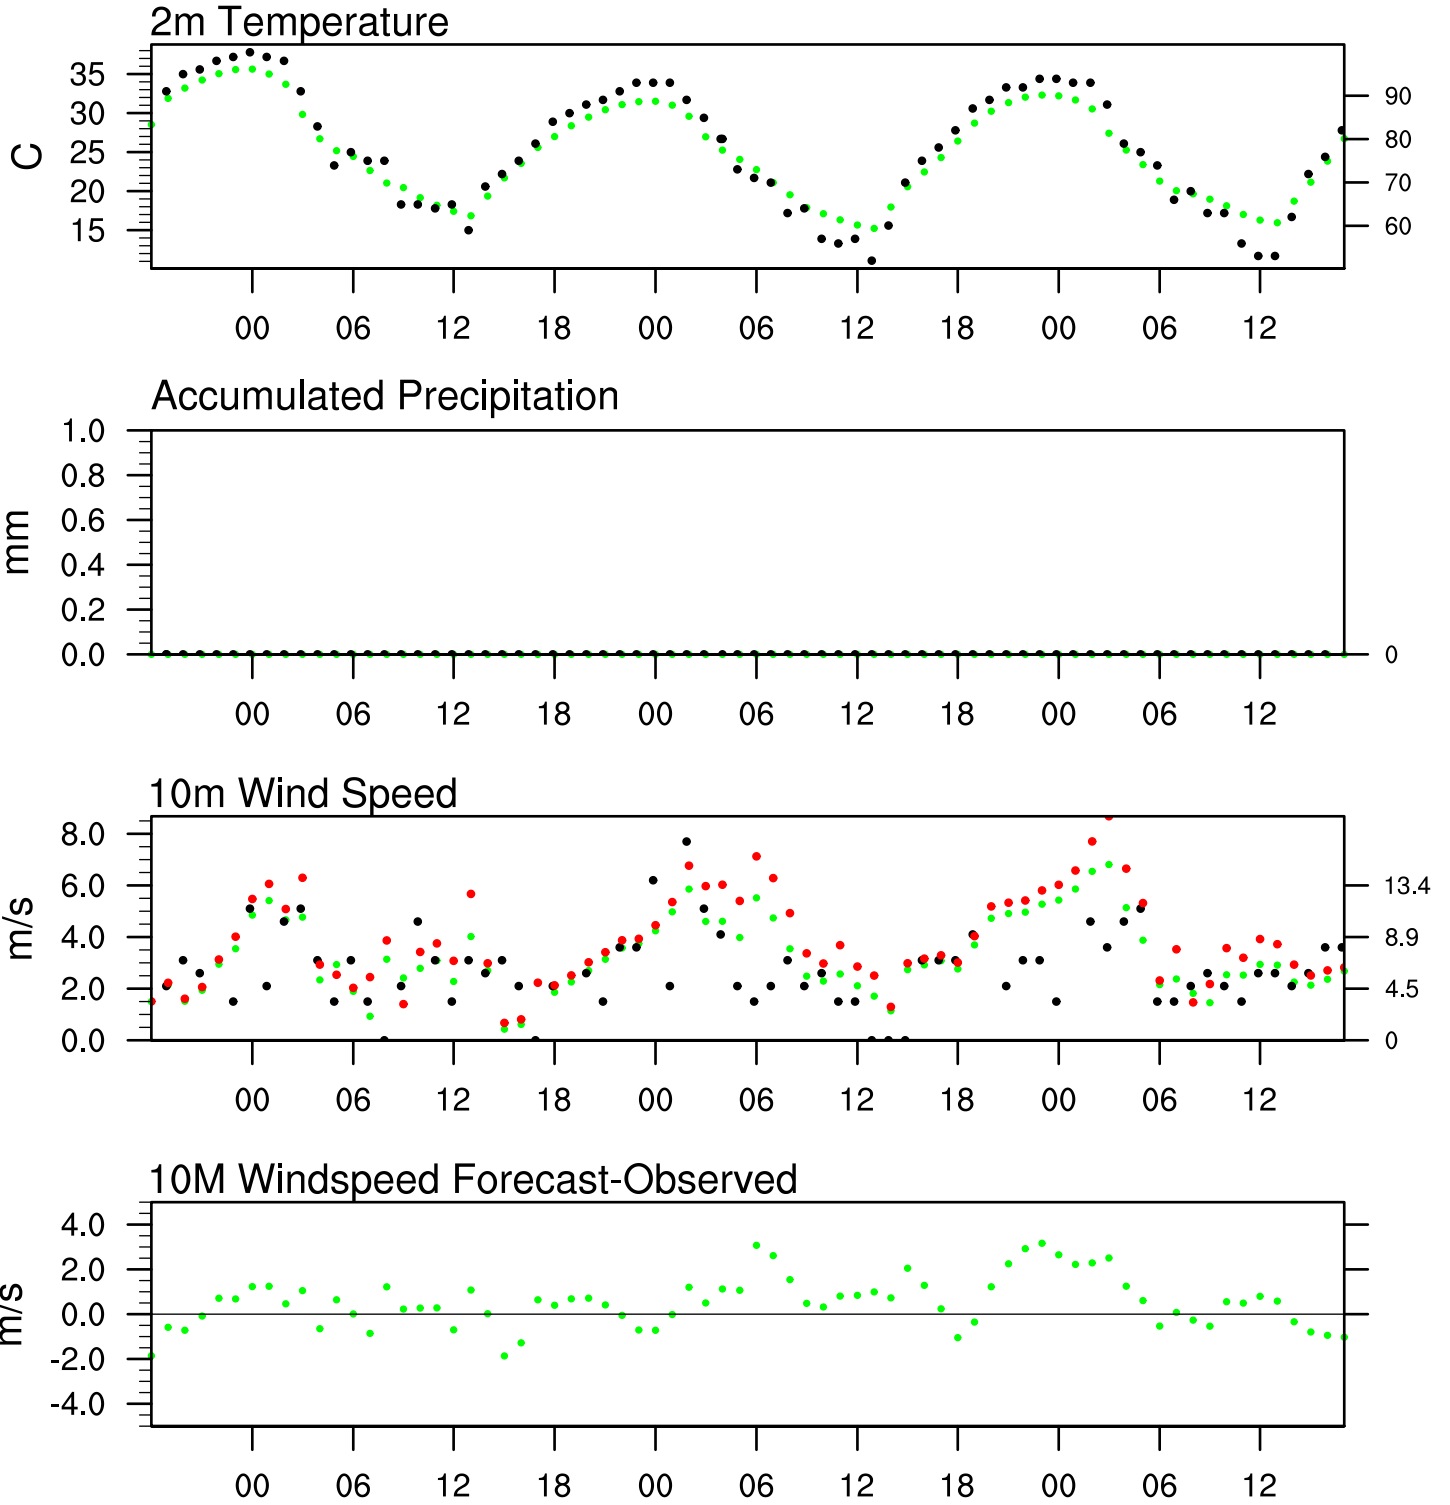 2m Temperature
C
35
30
25
20
15
90
80
70
60
00 06 12 18 00 06 12 18 00 06 12
Accumulated Precipitation
mm
1.0
0.8
0.6
0.4
0.2
0.0
0
00 06 12 18 00 06 12 18 00 06 12
10m Wind Speed
m/s
8.0
6.0
4.0
2.0
0.0
13.4
8.9
4.5
0
00 06 12 18 00 06 12 18 00 06 12
10M Windspeed Forecast-Observed
m/s
4.0
2.0
0.0
-2.0
-4.0
00 06 12 18 00 06 12 18 00 06 12